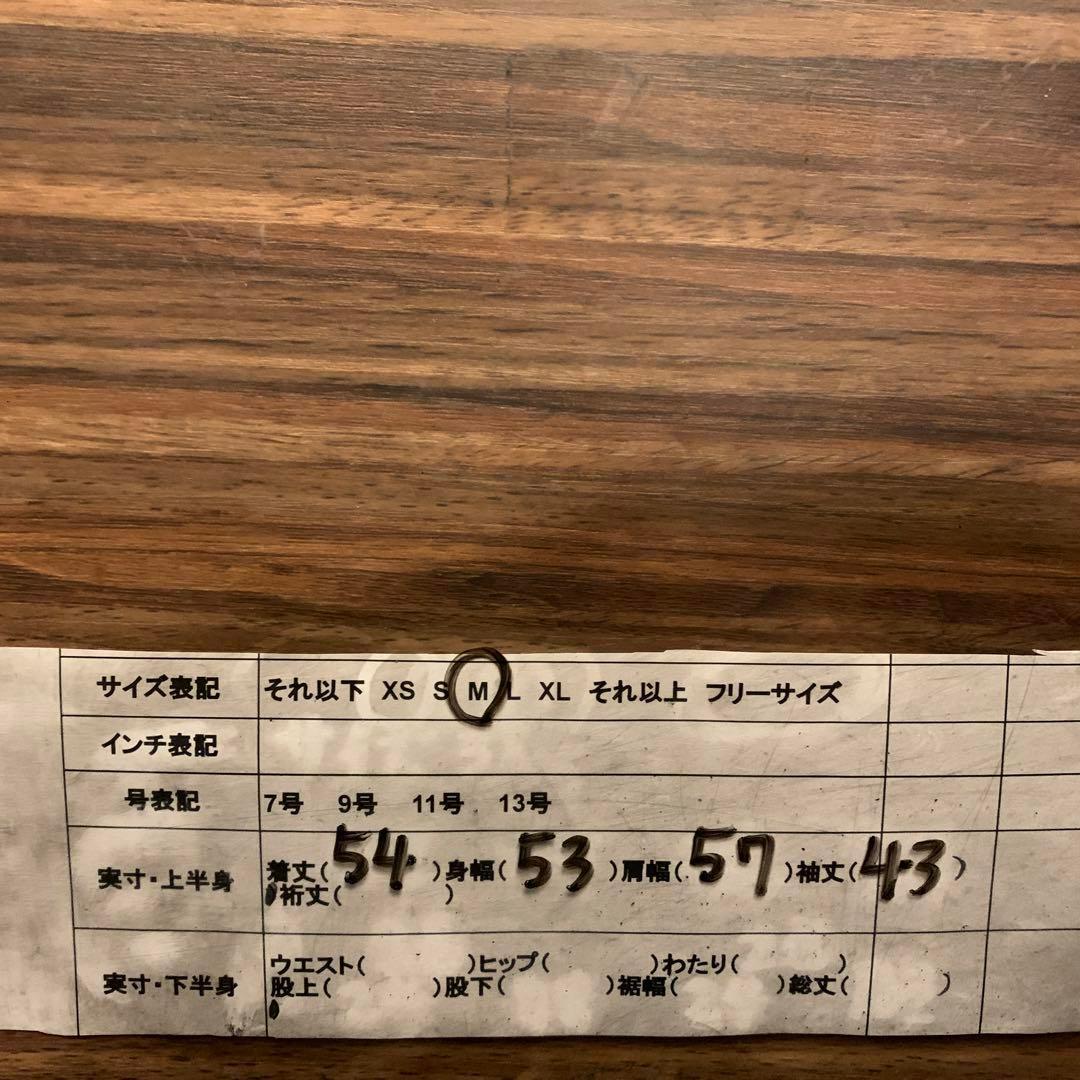 サイズ表記 それ以下 XS S M L XL それ以上 フリーサイズ
インチ表記
号表記 7号 9号 11号 13号
実寸・上半身 着丈(54)身幅(53)肩幅(57)袖丈(43)
裄丈( )
実寸・下半身 ウエスト( )ヒップ( )わたり( )
股上( )股下( )裾幅( )総丈( )